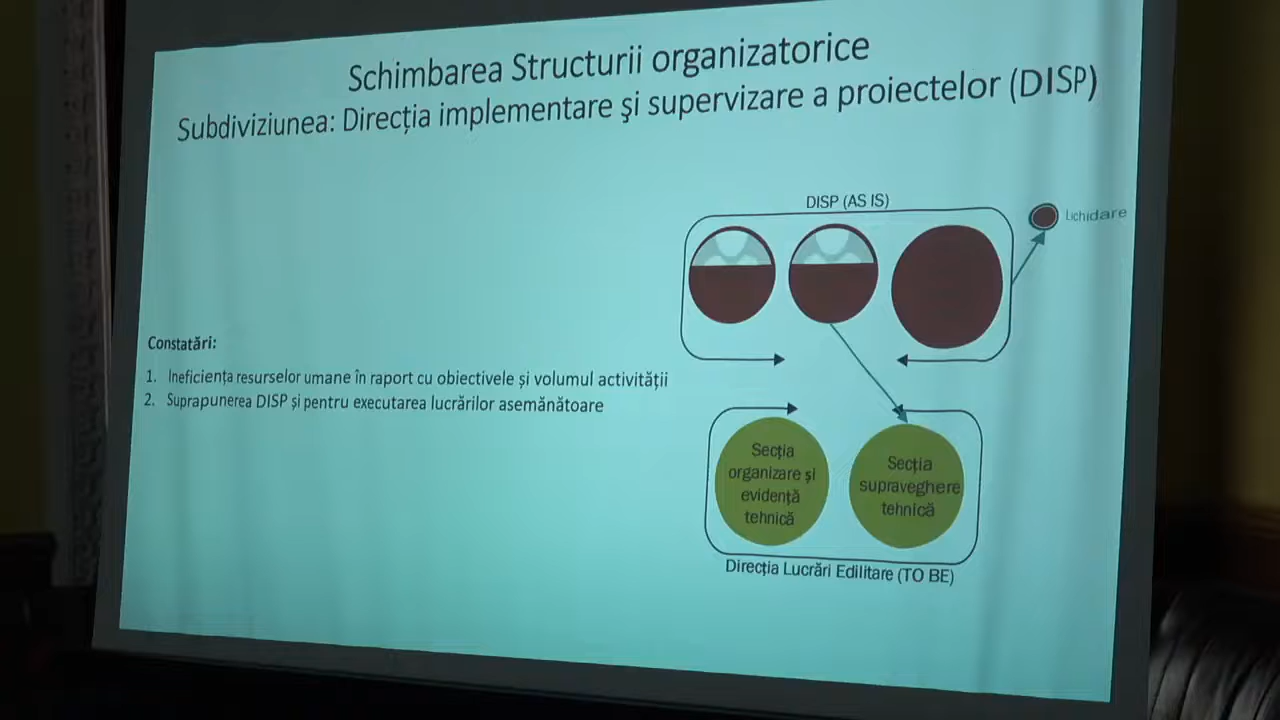 Schimbarea Structurii organizatorice
Subdiviziunea: Direcția implementare şi supervizare a proiectelor (DISP)
DISP (AS IS)
Lichidare
Constatări:
1. Ineficiența resurselor umane în raport cu obiectivele și volumul activității
2. Suprapunerea DISP și pentru executarea lucrărilor asemănătoare
Secția
organizare și
evidență
tehnică
Secția
supraveghere
tehnică
Direcția Lucrări Edilitare (TO BE)